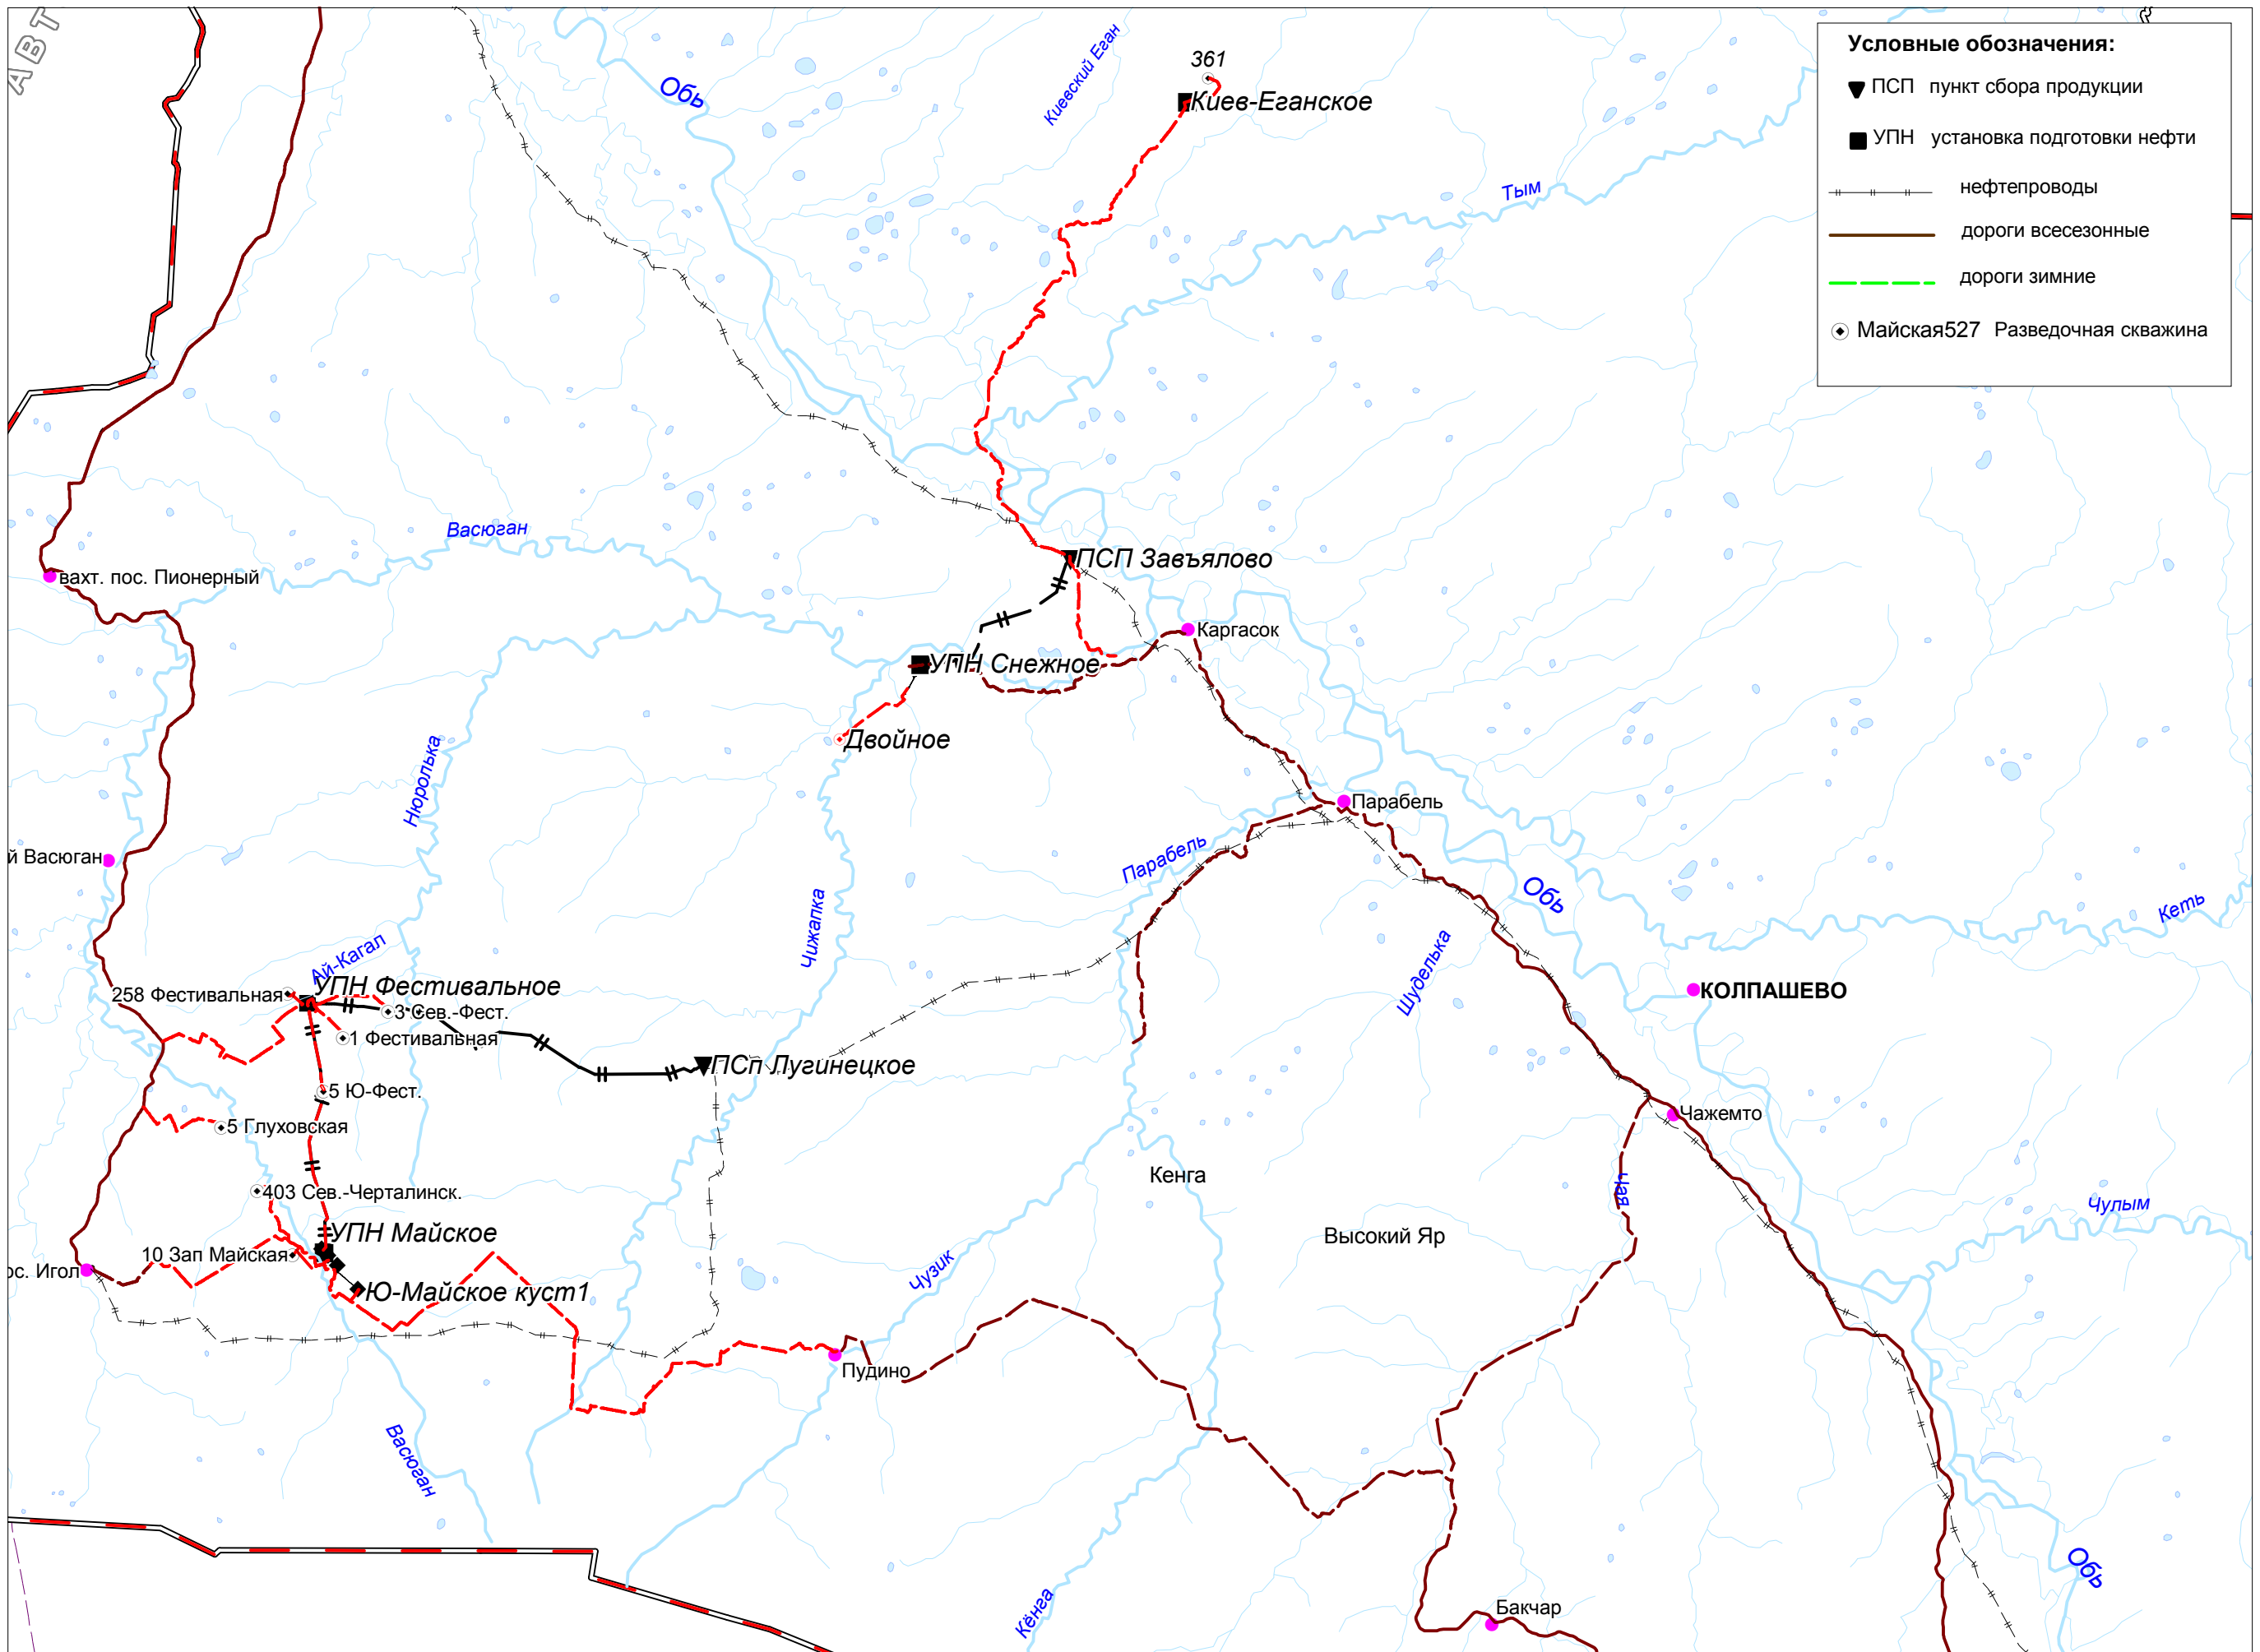 АВТ
Условные обозначения:
ПСП пункт сбора продукции
УПН установка подготовки нефти
нефтепроводы
дороги всесезонные
дороги зимние
Майская527 Разведочная скважина
361
Киев-Еганское
Киевский Еган
Обь
Тым
Васюган
вахт. пос. Пионерный
ПСП Завъялово
Каргасок
УПН Снежное
Двойное
Нюролька
Парабель
Парабель
й Васюган
Чижапка
Обь
Кеть
Шуделька
Ай-Кагал
УПН Фестивальное
258 Фестивальная
3 Сев.-Фест.
1 Фестивальная
КОЛПАШЕВО
ПСп Лугинецкое
5 Ю-Фест.
5 Глуховская
Чажемто
Кенга
Чая
403 Сев.-Черталинск.
Чулым
УПН Майское
Высокий Яр
10 Зап Майская
ос. Игол
Чузик
Ю-Майское куст1
Пудино
Васюган
Обь
Кёнга
Бакчар